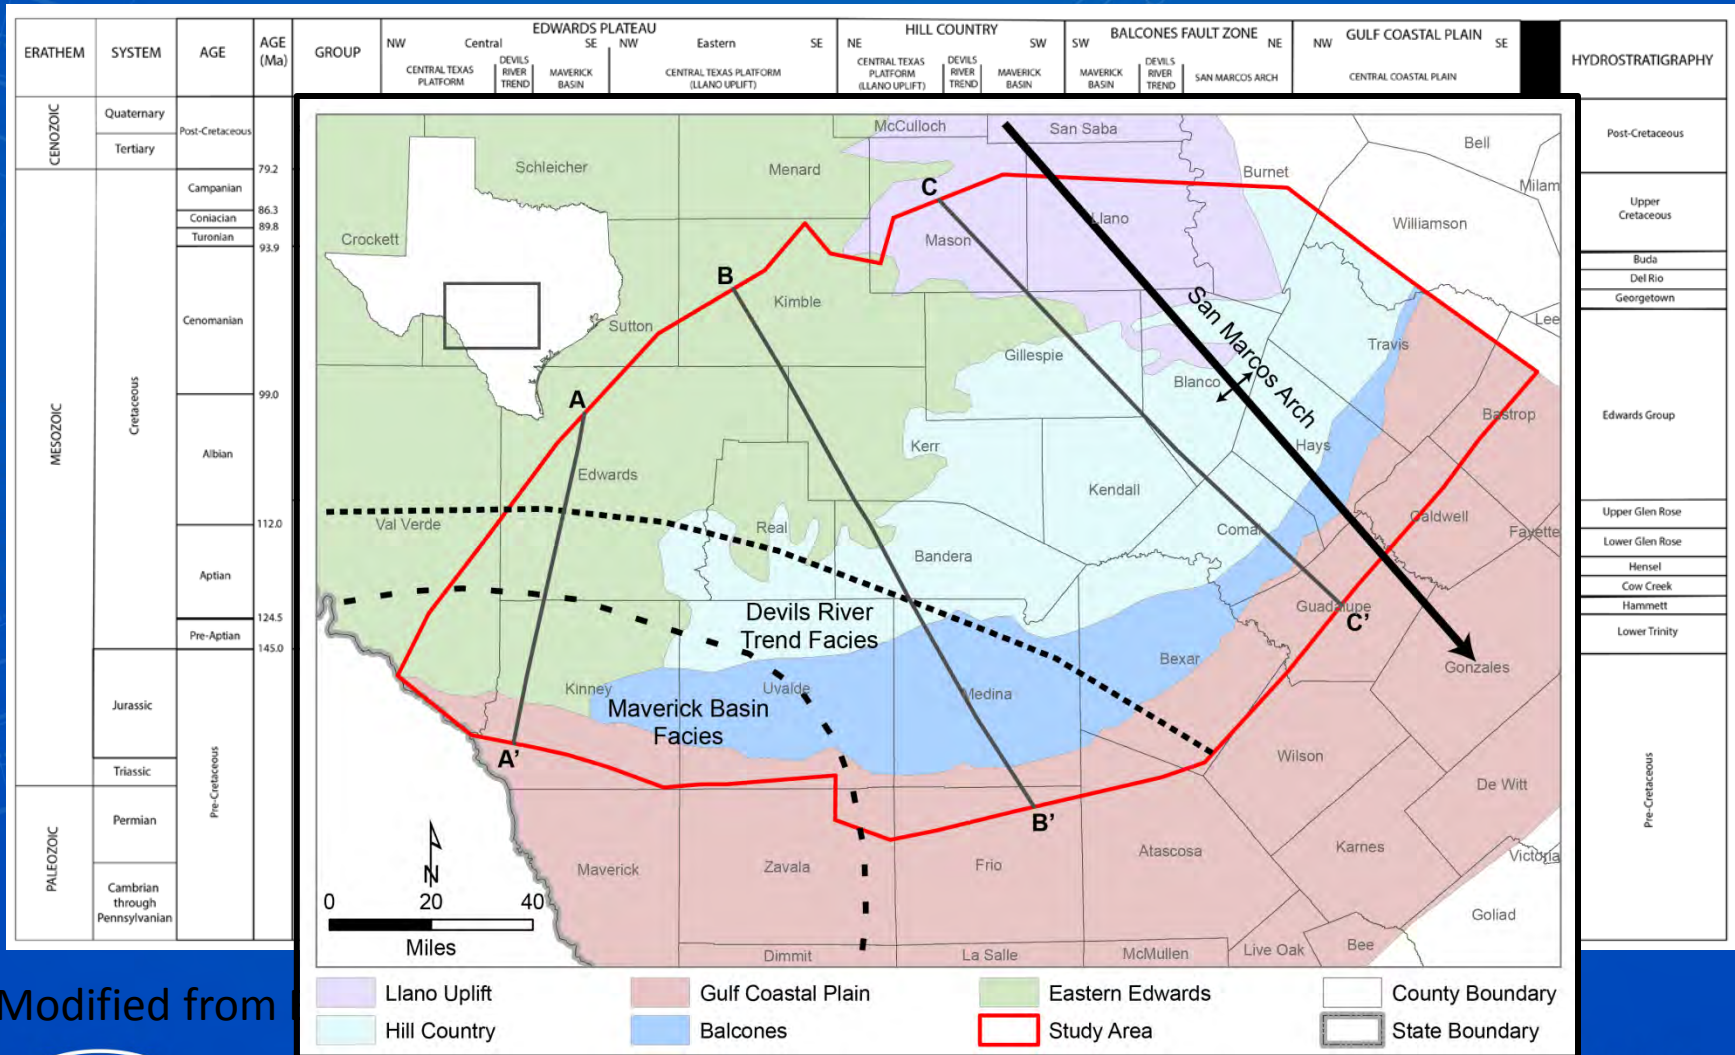 ERATHEM
SYSTEM
AGE
AGE
(Ma)
GROUP
EDWARDS PLATEAU
NW
Central
SE
NW
Eastern
SE
CENTRAL TEXAS
PLATFORM
DEVILS
RIVER
TREND
MAVERICK
BASIN
CENTRAL TEXAS PLATFORM
(LLANO UPLIFT)
HILL COUNTRY
NE
SW
CENTRAL TEXAS
PLATFORM
(LLANO UPLIFT)
DEVILS
RIVER
TREND
MAVERICK
BASIN
BALCONES FAULT ZONE
SW
NE
MAVERICK
BASIN
DEVILS
RIVER
TREND
SAN MARCOS ARCH
GULF COASTAL PLAIN
NW
SE
CENTRAL COASTAL PLAIN
HYDROSTRATIGRAPHY
CENOZOIC
MESOZOIC
PALEOZOIC
Quaternary
Tertiary
Cretaceous
Jurassic
Triassic
Permian
Cambrian
through
Pennsylvanian
Post-Cretaceous
Campanian
Coniacian
Turonian
Cenomanian
Albian
Aptian
Pre-Aptian
Pre-Cretaceous
79.2
86.3
89.8
93.9
99.0
112.0
124.5
145.0
McCulloch
San Saba
Bell
Schleicher
Menard
Burnet
Milam
C
Llano
Williamson
Crockett
Mason
B
Kimble
Sutton
Lee
San Marcos Arch
Travis
Gillespie
Blanco
A
Bastrop
Kerr
Hays
Edwards
Kendall
Val Verde
Real
Comal
Caldwell
Fayette
Bandera
Guadalupe
C'
Devils River
Trend Facies
Bexar
Gonzales
Kinney
Uvalde
Medina
Maverick Basin
Facies
A'
Wilson
De Witt
B'
Maverick
Zavala
Frio
Atascosa
Karnes
Victoria
Goliad
Dimmit
La Salle
McMullen
Live Oak
Bee
N
0
20
40
Miles
Llano Uplift
Gulf Coastal Plain
Eastern Edwards
County Boundary
Hill Country
Balcones
Study Area
State Boundary
Post-Cretaceous
Upper
Cretaceous
Buda
Del Rio
Georgetown
Edwards Group
Upper Glen Rose
Lower Glen Rose
Hensel
Cow Creek
Hammett
Lower Trinity
Pre-Cretaceous
Modified from